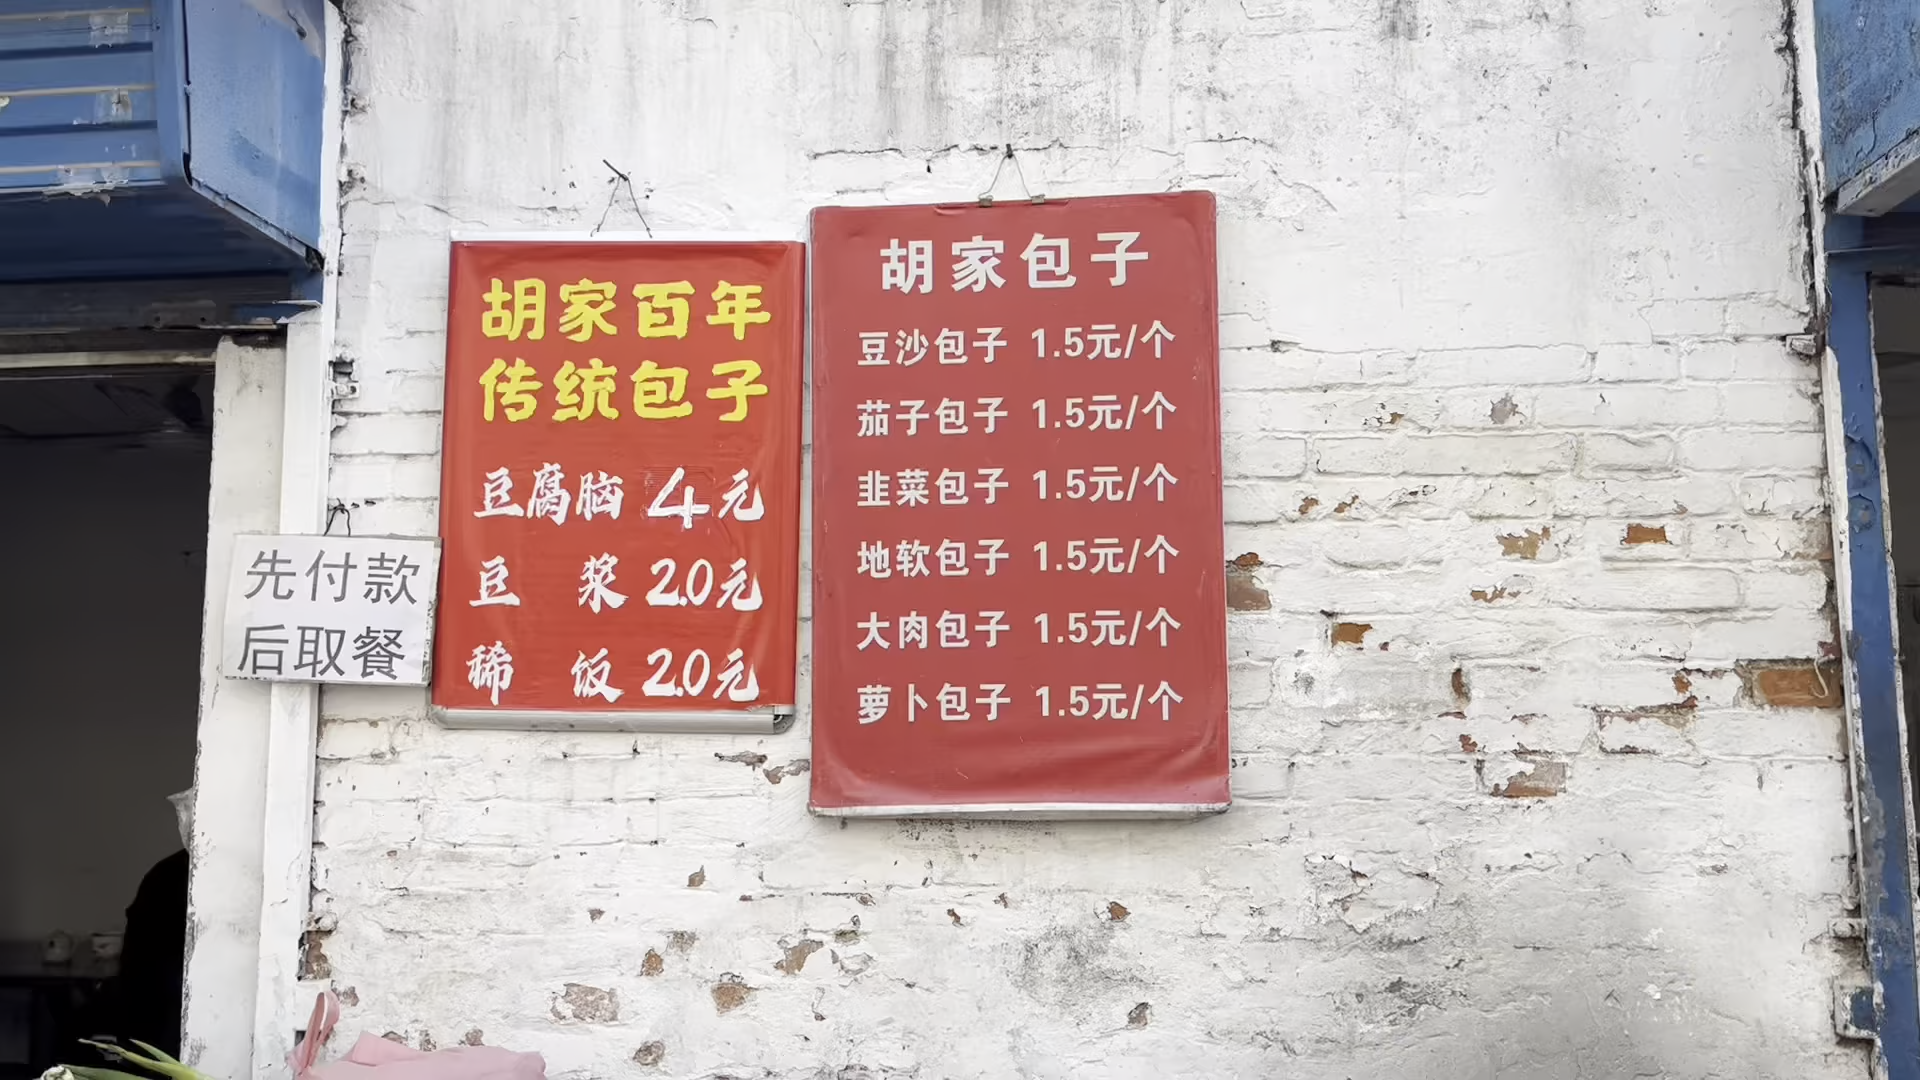 胡家百年
传统包子
豆腐脑 4元
豆 浆 2.0元
稀 饭 2.0元
先付款
后取餐
胡家包子
豆沙包子 1.5元/个
茄子包子 1.5元/个
韭菜包子 1.5元/个
地软包子 1.5元/个
大肉包子 1.5元/个
萝卜包子 1.5元/个